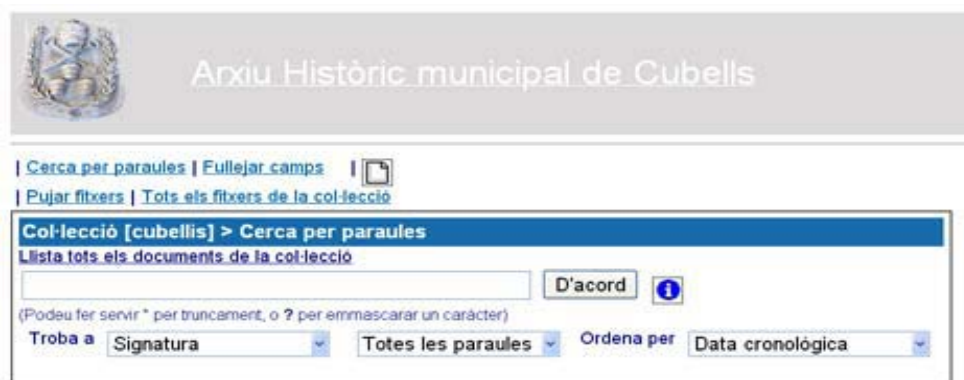 Arxiu Històric municipal de Cubells
| Cerca per paraules | Fullejar camps |
| Pujar fitxers | Tots els fitxers de la col·lecció
Col·lecció [cubellis] > Cerca per paraules
Llista tots els documents de la col·lecció
D'acord
(Podeu fer servir * per truncament, o ? per emmascarar un caràcter)
Troba a Signatura Totes les paraules Ordena per Data cronológica